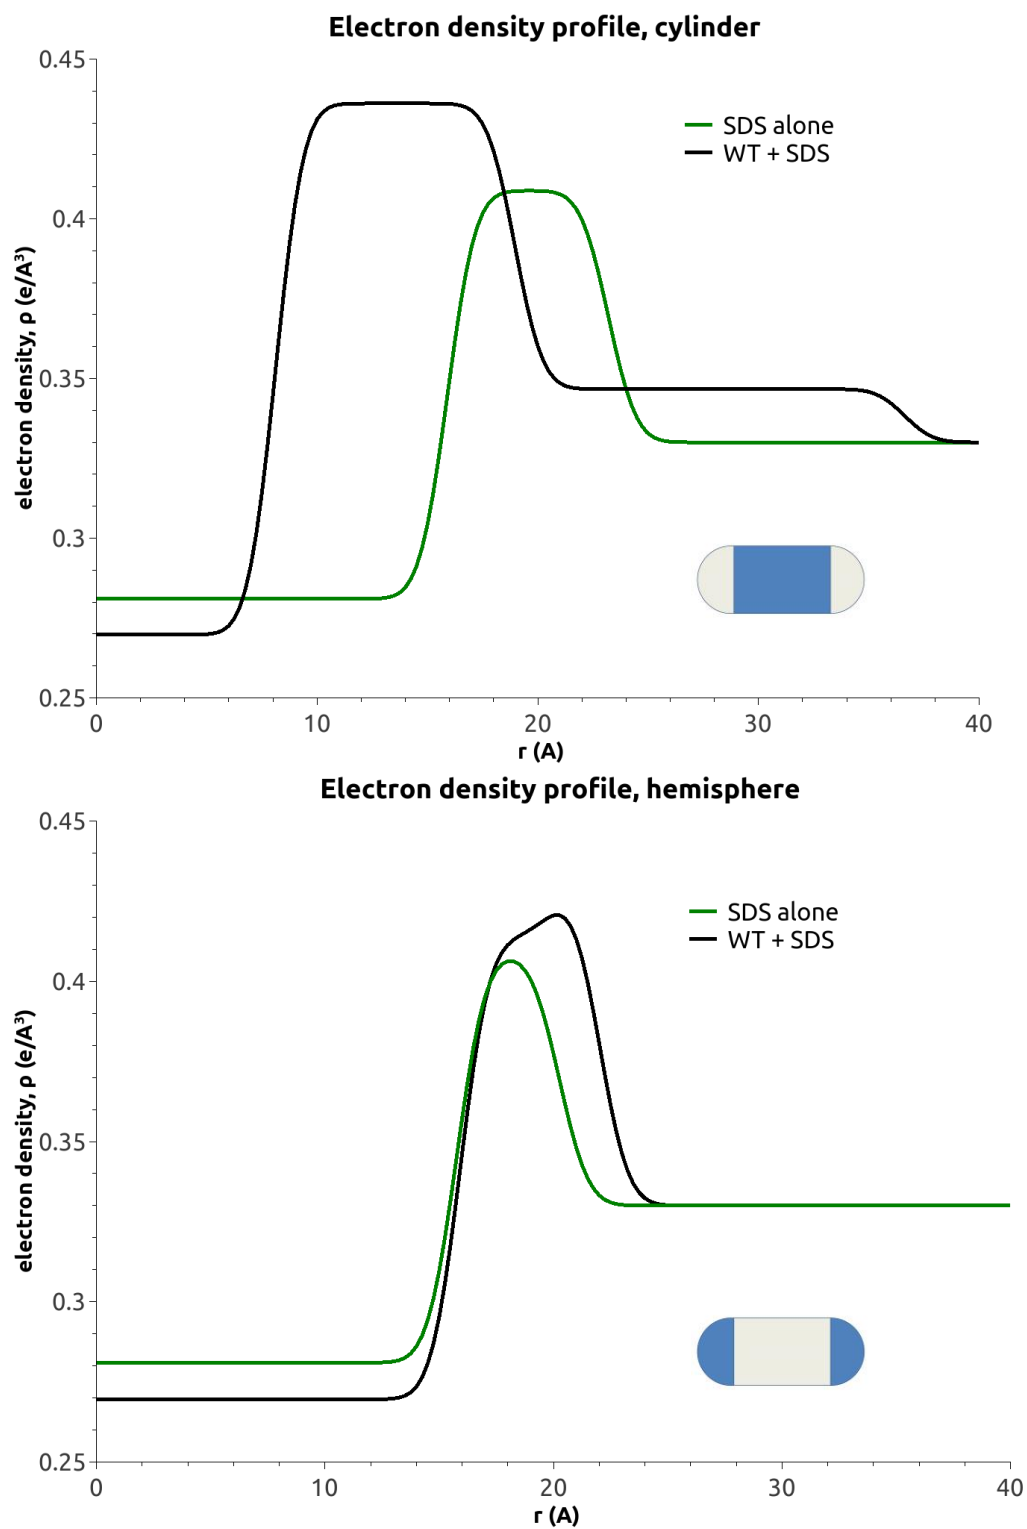 Electron density profile, cylinder
0.45
SDS alone
WT + SDS
0.4
electron density, ρ (e/A³)
0.35
0.3
0.25
0 10 20 30 40
r (A)
Electron density profile, hemisphere
0.45
SDS alone
WT + SDS
0.4
electron density, ρ (e/A³)
0.35
0.3
0.25
0 10 20 30 40
r (A)